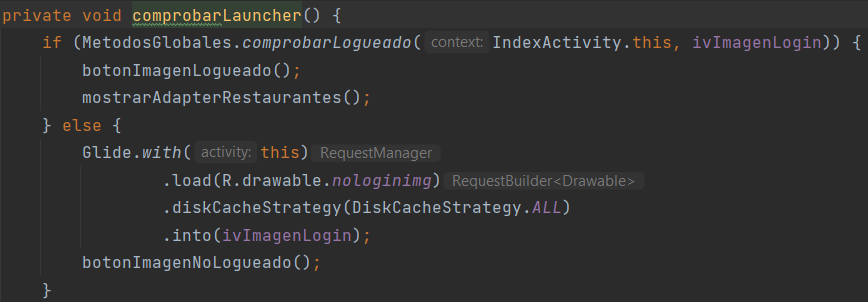 private void comprobarLauncher() {
if (MetodosGlobales.comprobarLogueado( context: IndexActivity.this, ivImagenLogin)) {
botonImagenLogueado();
mostrarAdapterRestaurantes();
} else {
Glide.with( activity: this) RequestManager
.load(R.drawable.nologinimg) RequestBuilder<Drawable>
.diskCacheStrategy(DiskCacheStrategy.ALL)
.into(ivImagenLogin);
botonImagenNoLogueado();
}